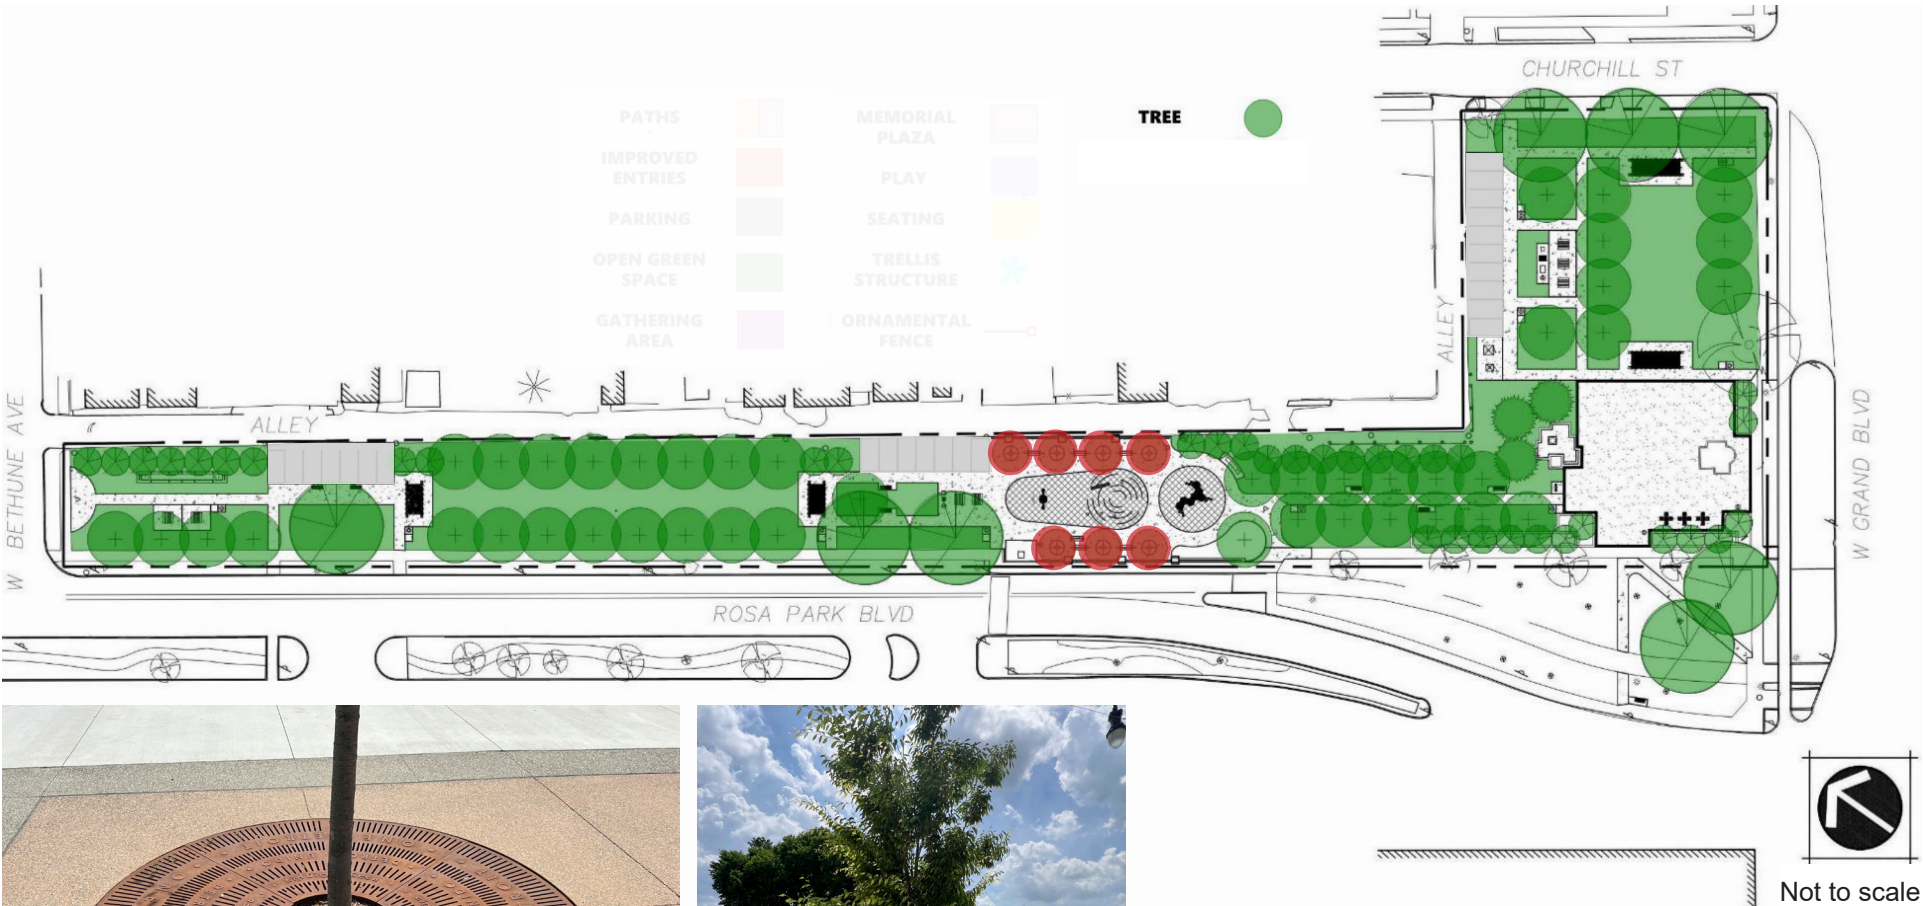 CHURCHILL ST
PATHS
MEMORIAL
PLAZA
TREE
IMPROVED
ENTRIES
PLAY
PARKING
SEATING
OPEN GREEN
SPACE
TRELLIS
STRUCTURE
GATHERING
AREA
ORNAMENTAL
FENCE
ALLEY
W BETHUNE AVE
ALLEY
W GRAND BLVD
ROSA PARK BLVD
Not to scale